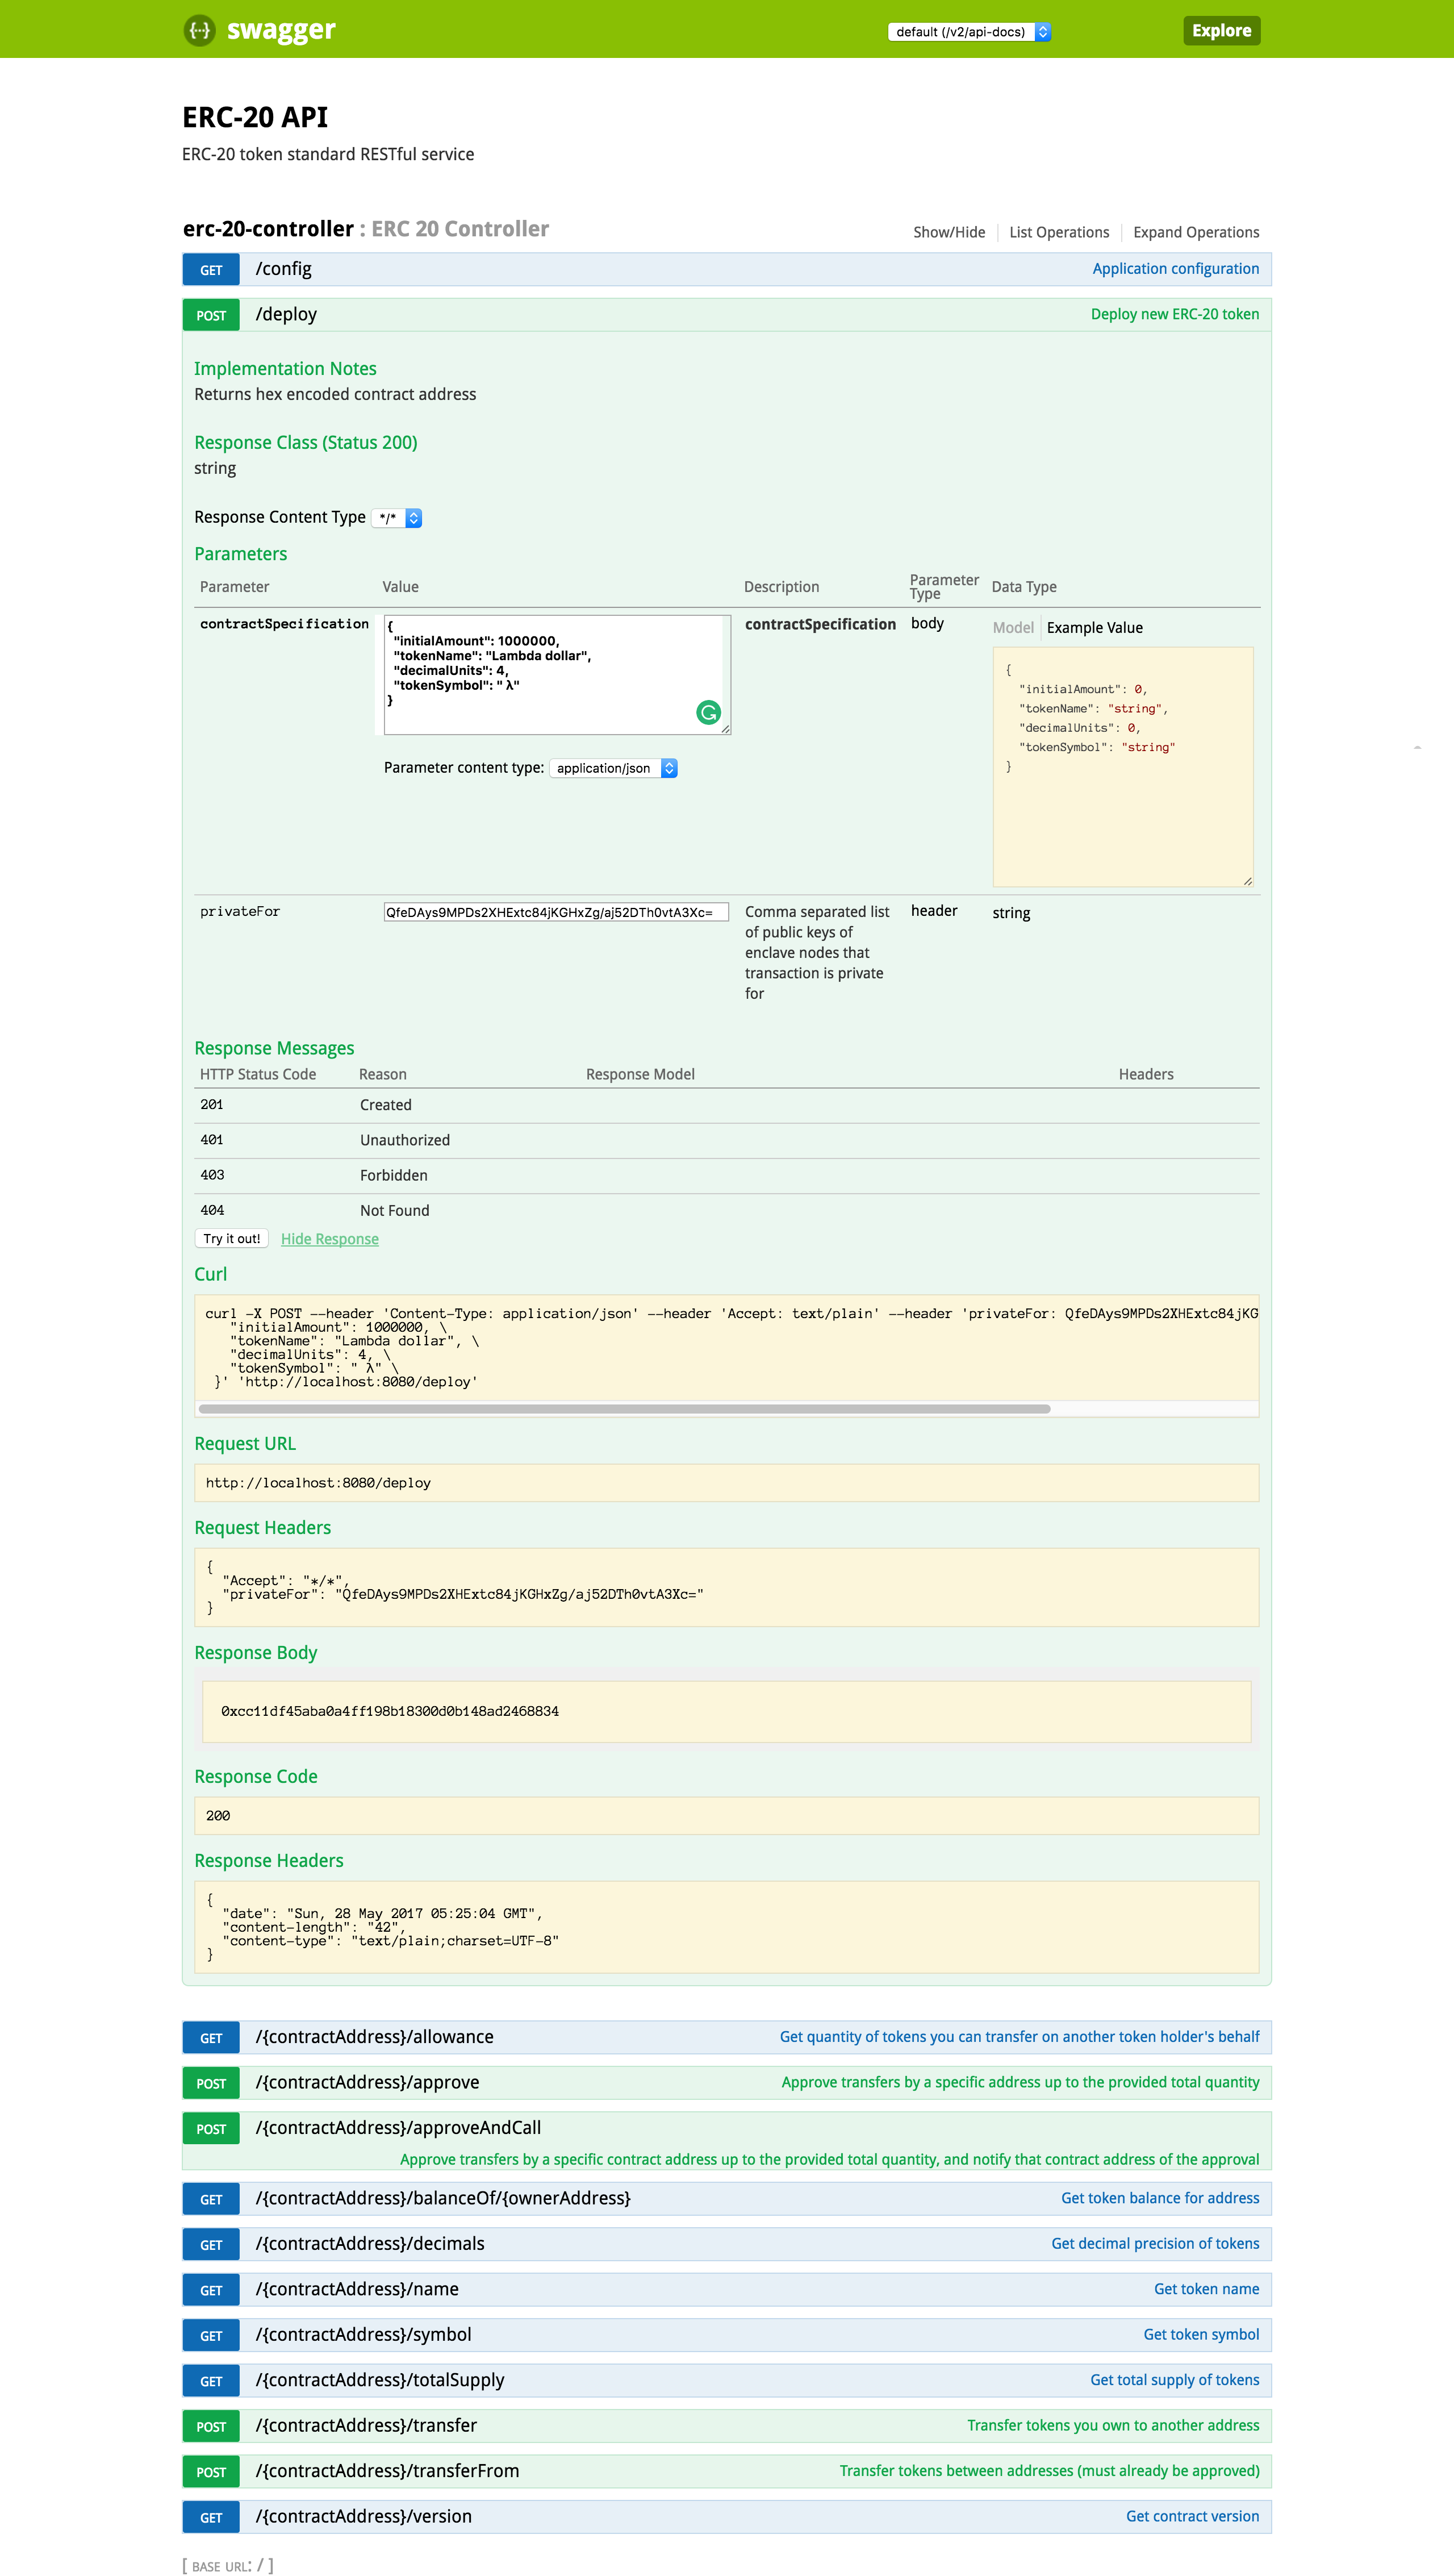 {···} swagger
default (/v2/api-docs)
Explore
ERC-20 API
ERC-20 token standard RESTful service
erc-20-controller : ERC 20 Controller
Show/Hide
List Operations
Expand Operations
GET /config Application configuration
POST /deploy Deploy new ERC-20 token
Implementation Notes
Returns hex encoded contract address
Response Class (Status 200)
string
Response Content Type */*
Parameters
Parameter Value Description Parameter Type Data Type
contractSpecification
{
"initialAmount": 1000000,
"tokenName": "Lambda dollar",
"decimalUnits": 4,
"tokenSymbol": " λ"
}
Parameter content type: application/json
contractSpecification
body
Model Example Value
{
"initialAmount": 0,
"tokenName": "string",
"decimalUnits": 0,
"tokenSymbol": "string"
}
privateFor
QfeDAys9MPDs2XHExtc84jKGHxZg/aj52DTh0vtA3Xc=
Comma separated list
of public keys of
enclave nodes that
transaction is private
for
header
string
Response Messages
HTTP Status Code Reason Response Model Headers
201 Created
401 Unauthorized
403 Forbidden
404 Not Found
Try it out! Hide Response
Curl
curl -X POST --header 'Content-Type: application/json' --header 'Accept: text/plain' --header 'privateFor: QfeDAys9MPDs2XHExtc84jKG
"initialAmount": 1000000, \
"tokenName": "Lambda dollar", \
"decimalUnits": 4, \
"tokenSymbol": " λ" \
}' 'http://localhost:8080/deploy'
Request URL
http://localhost:8080/deploy
Request Headers
{
"Accept": "*/*",
"privateFor": "QfeDAys9MPDs2XHExtc84jKGHxZg/aj52DTh0vtA3Xc="
}
Response Body
0xcc11df45aba0a4ff198b18300d0b148ad2468834
Response Code
200
Response Headers
{
"date": "Sun, 28 May 2017 05:25:04 GMT",
"content-length": "42",
"content-type": "text/plain;charset=UTF-8"
}
GET /{contractAddress}/allowance Get quantity of tokens you can transfer on another token holder's behalf
POST /{contractAddress}/approve Approve transfers by a specific address up to the provided total quantity
POST /{contractAddress}/approveAndCall
Approve transfers by a specific contract address up to the provided total quantity, and notify that contract address of the approval
GET /{contractAddress}/balanceOf/{ownerAddress} Get token balance for address
GET /{contractAddress}/decimals Get decimal precision of tokens
GET /{contractAddress}/name Get token name
GET /{contractAddress}/symbol Get token symbol
GET /{contractAddress}/totalSupply Get total supply of tokens
POST /{contractAddress}/transfer Transfer tokens you own to another address
POST /{contractAddress}/transferFrom Transfer tokens between addresses (must already be approved)
GET /{contractAddress}/version Get contract version
[ BASE URL: / ]